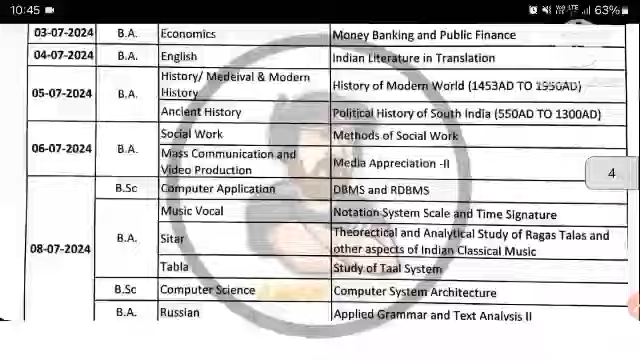 10:45 63%
03-07-2024 B.A. Economics Money Banking and Public Finance
04-07-2024 B.A. English Indian Literature in Translation
History/ Medeival & Modern
05-07-2024 B.A. History History of Modern World (1453AD TO 1950AD)
Ancient History Political History of South India (550AD TO 1300AD)
06-07-2024 B.A. Social Work Methods of Social Work
Mass Communication and
Video Production Media Appreciation -II
4
B.Sc Computer Application DBMS and RDBMS
Music Vocal Notation System Scale and Time Signature
08-07-2024 B.A. Sitar Theorectical and Analytical Study of Ragas Talas and
other aspects of Indian Classical Music
Tabla Study of Taal System
B.Sc Computer Science Computer System Architecture
B.A. Russian Applied Grammar and Text Analysis II